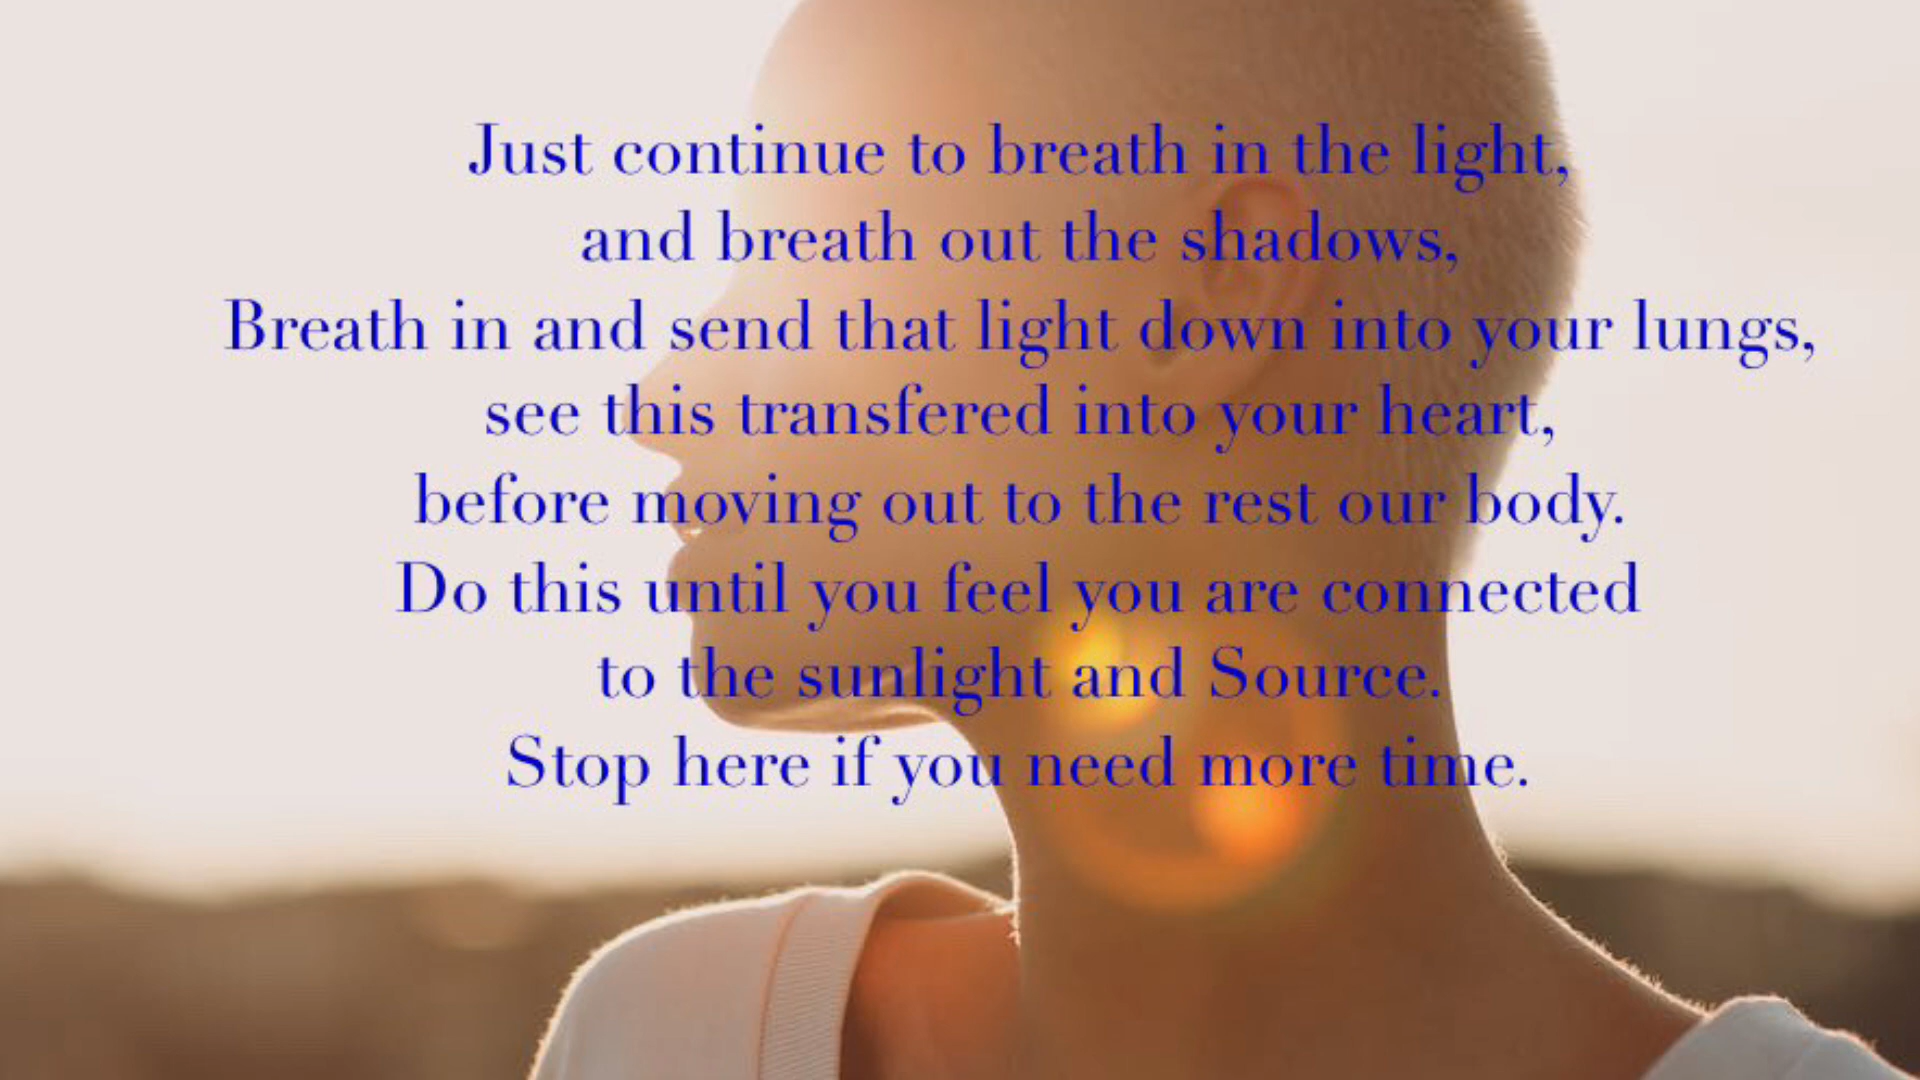 Just continue to breath in the light,
and breath out the shadows,
Breath in and send that light down into your lungs,
see this transfered into your heart,
before moving out to the rest our body.
Do this until you feel you are connected
to the sunlight and Source.
Stop here if you need more time.